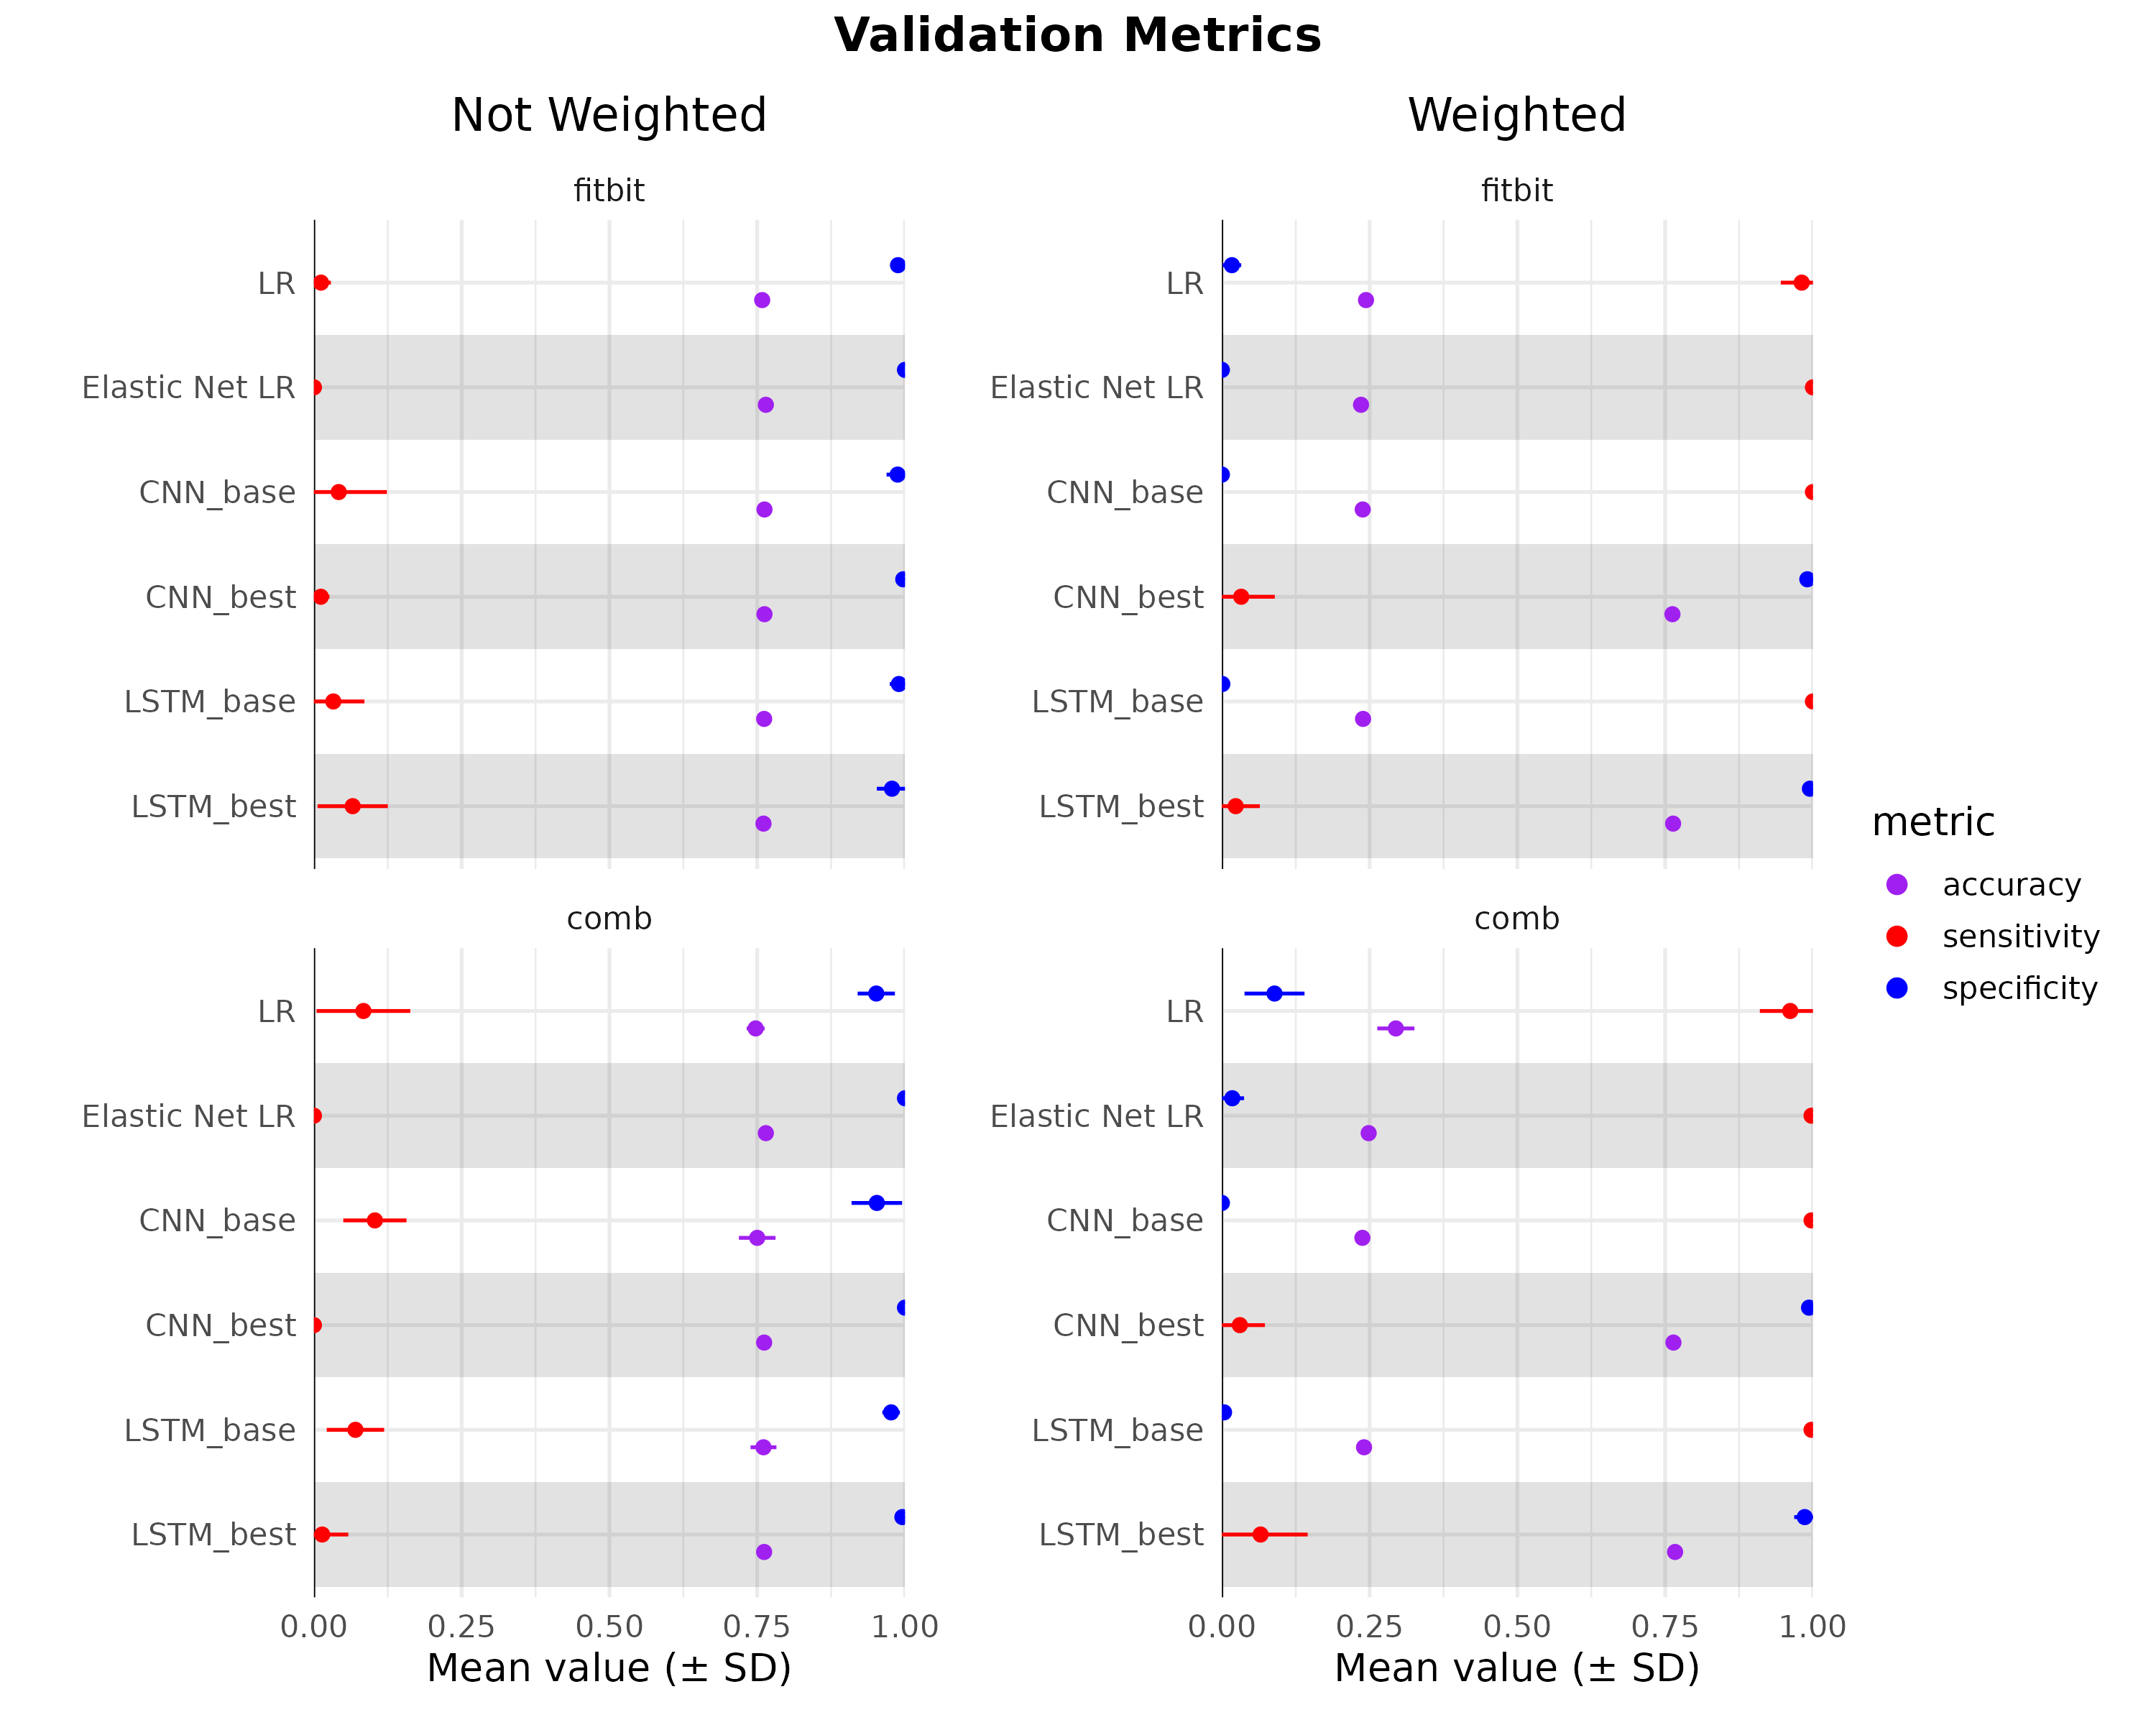 Validation Metrics
Not Weighted
Weighted
fitbit
LR
Elastic Net LR
CNN_base
CNN_best
LSTM_base
LSTM_best
fitbit
LR
Elastic Net LR
CNN_base
CNN_best
LSTM_base
LSTM_best
comb
LR
Elastic Net LR
CNN_base
CNN_best
LSTM_base
LSTM_best
0.00 0.25 0.50 0.75 1.00
Mean value (± SD)
comb
LR
Elastic Net LR
CNN_base
CNN_best
LSTM_base
LSTM_best
0.00 0.25 0.50 0.75 1.00
Mean value (± SD)
metric
accuracy
sensitivity
specificity